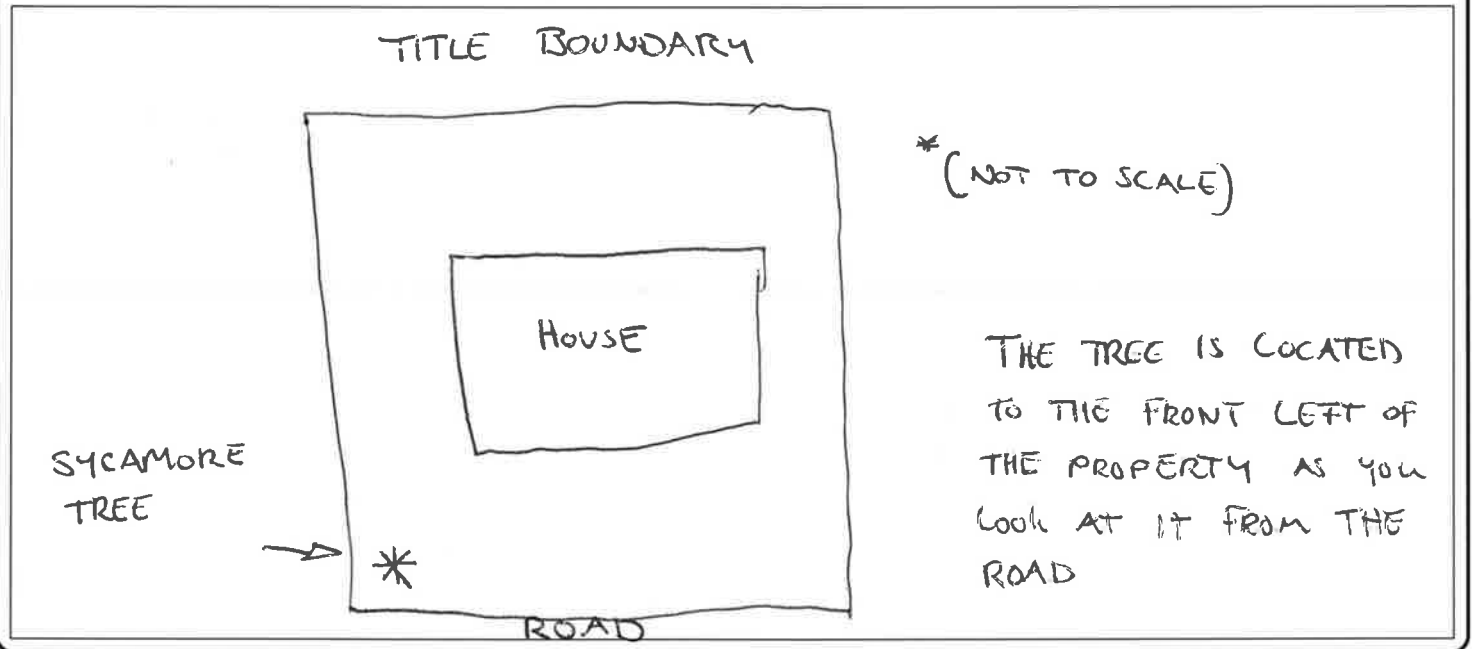 TITLE BOUNDARY
*(NOT TO SCALE)
HOUSE
THE TREE IS LOCATED
TO THE FRONT LEFT OF
THE PROPERTY AS YOU
LOOK AT IT FROM THE
ROAD
SYCAMORE
TREE
ROAD